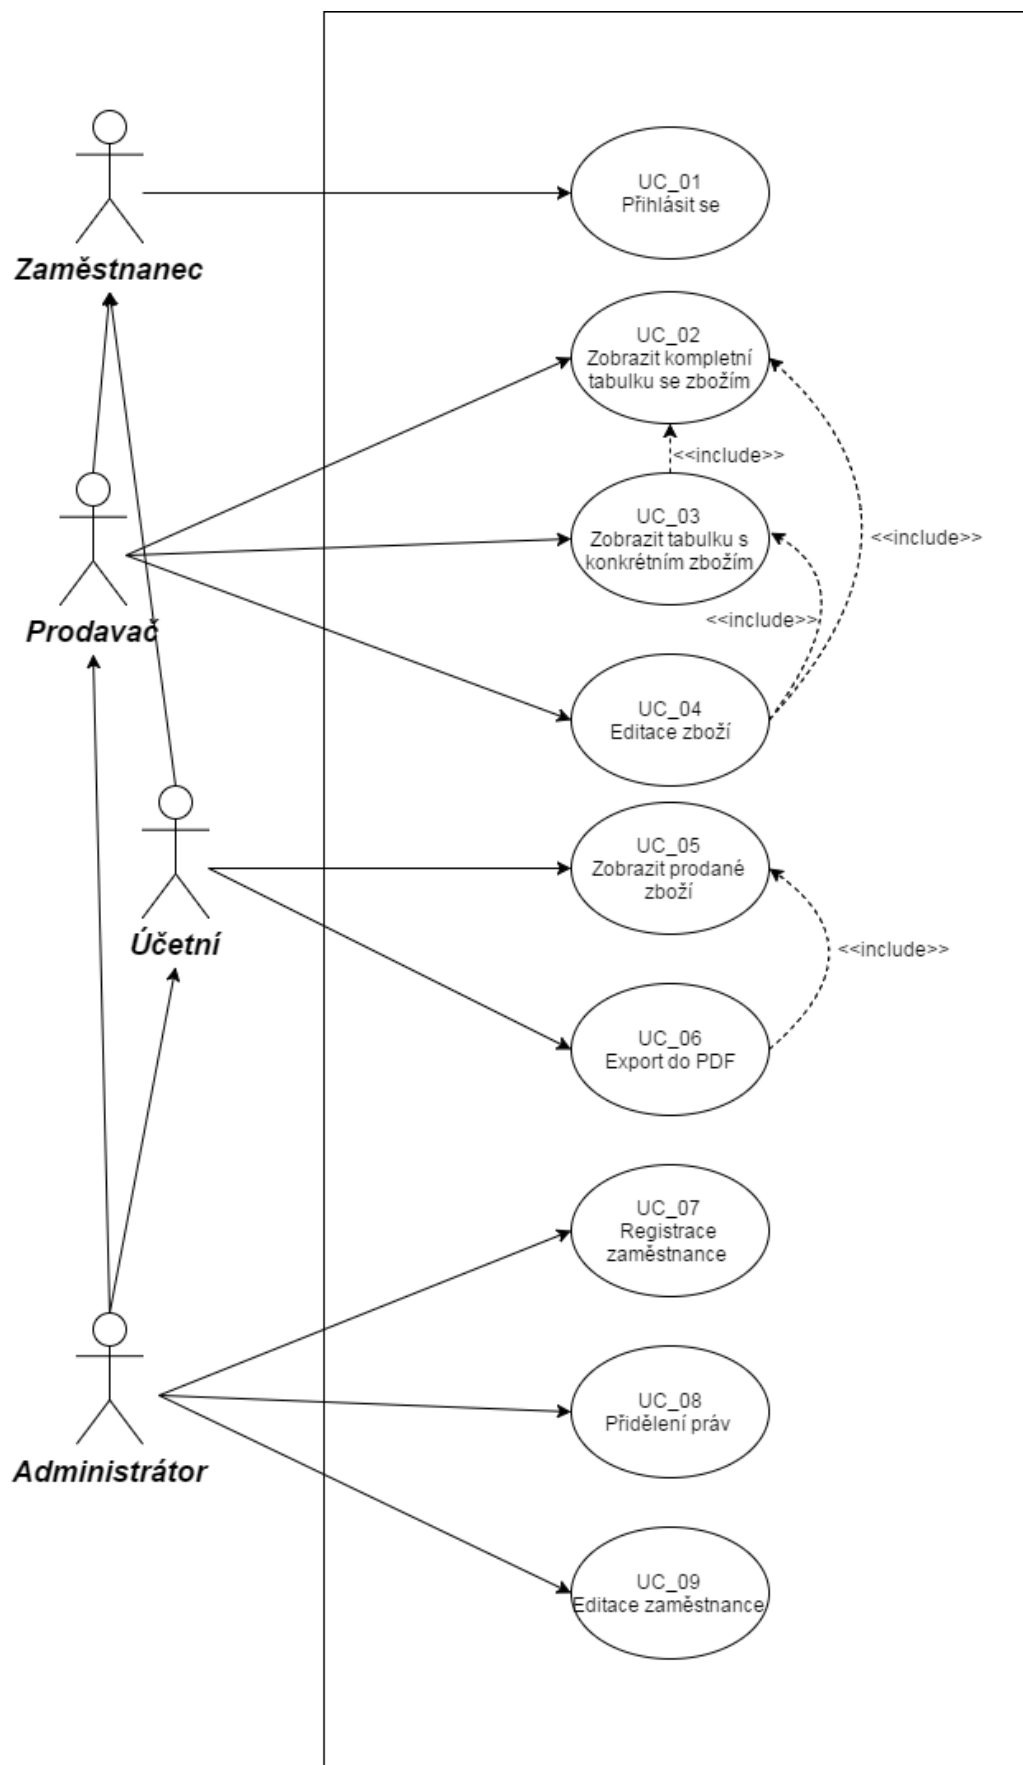 UC_01
Přihlásit se
Zaměstnanec
UC_02
Zobrazit kompletní
tabulku se zbožím
<<include>>
UC_03
Zobrazit tabulku s
konkrétním zbožím
<<include>>
<<include>>
Prodavač
UC_04
Editace zboží
UC_05
Zobrazit prodané
zboží
Účetní
<<include>>
UC_06
Export do PDF
UC_07
Registrace
zaměstnance
UC_08
Přidělení práv
Administrátor
UC_09
Editace zaměstnance